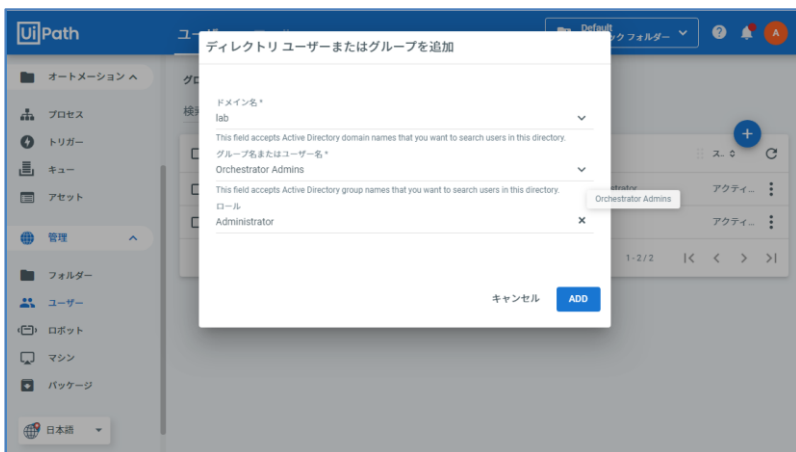 UiPath
Default
ック フォルダー
A
オートメーション
プロセス
トリガー
キュー
アセット
管理
フォルダー
ユーザー
ロボット
マシン
パッケージ
日本語
ディレクトリ ユーザーまたはグループを追加
ドメイン名 *
lab
This field accepts Active Directory domain names that you want to search users in this directory.
グループ名またはユーザー名 *
Orchestrator Admins
This field accepts Active Directory group names that you want to search users in this directory.
ロール
Administrator
キャンセル
ADD
Orchestrator Admins
ス..
アクティ...
アクティ...
1 - 2 / 2